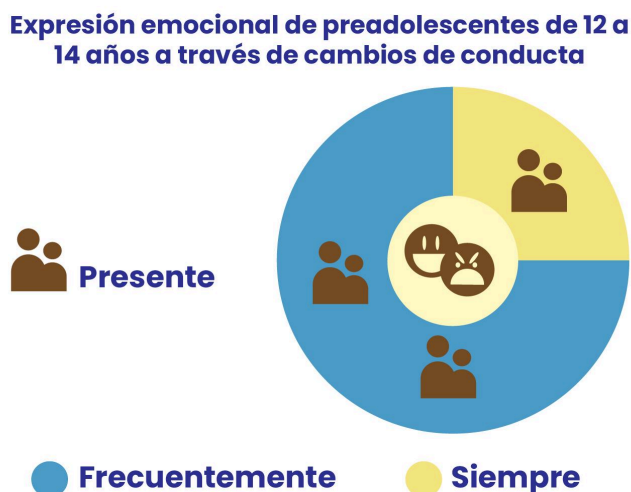 Expresión emocional de preadolescentes de 12 a
14 años a través de cambios de conducta
Presente
Frecuentemente
Siempre